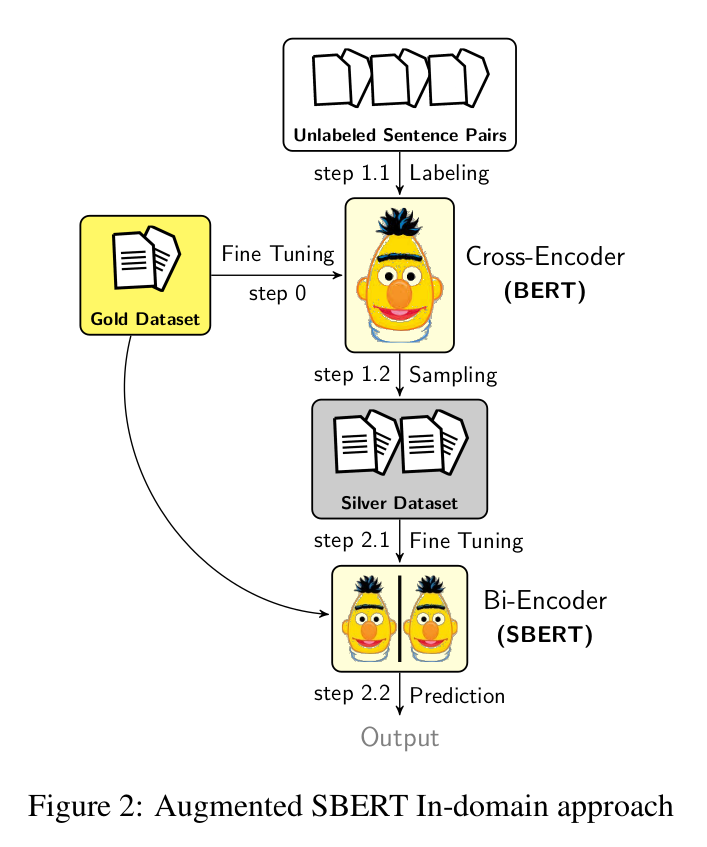 Unlabeled Sentence Pairs
step 1.1 Labeling
Fine Tuning
step 0
Gold Dataset
Cross-Encoder
(BERT)
step 1.2 Sampling
Silver Dataset
step 2.1 Fine Tuning
Bi-Encoder
(SBERT)
step 2.2 Prediction
Output
Figure 2: Augmented SBERT In-domain approach